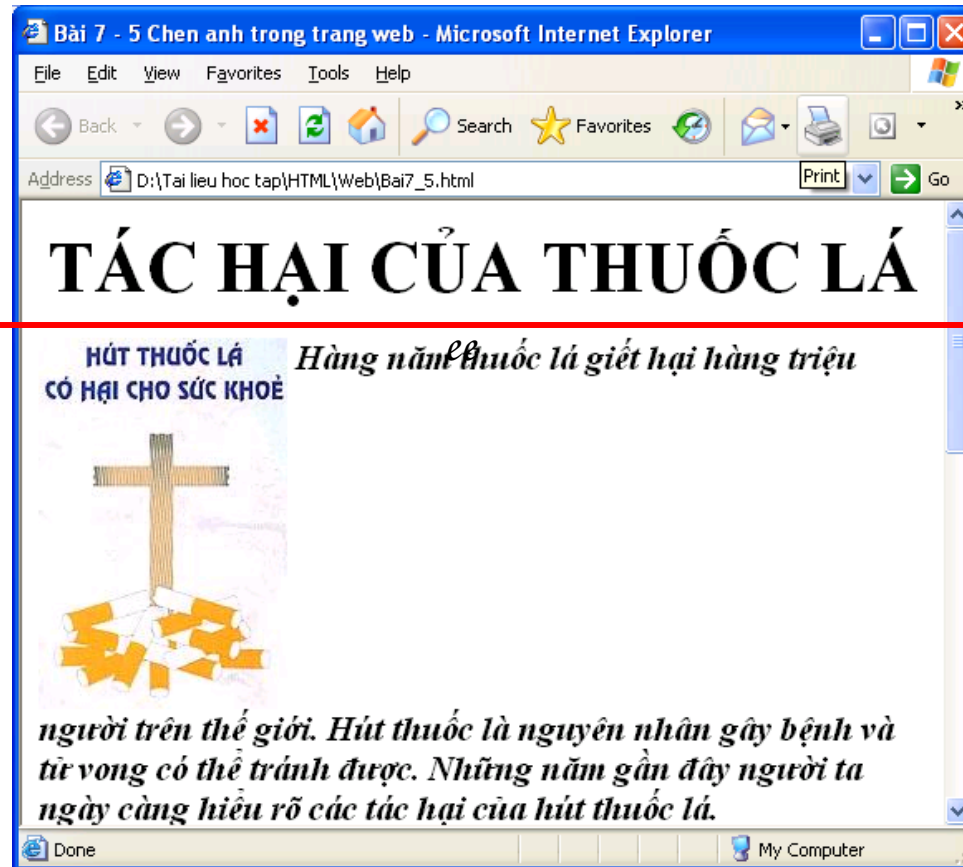 Bài 7 - 5 Chen anh trong trang web - Microsoft Internet Explorer
File Edit View Favorites Tools Help
Back Search Favorites
Address D:\Tai lieu hoc tap\HTML\Web\Bai7_5.html Print Go
TÁC HẠI CỦA THUỐC LÁ
HÚT THUỐC LÁ
CÓ HẠI CHO SỨC KHOẺ
Hàng năm thuốc lá giết hại hàng triệu
người trên thế giới. Hút thuốc là nguyên nhân gây bệnh và
tử vong có thể tránh được. Những năm gần đây người ta
ngày càng hiểu rõ các tác hại của hút thuốc lá.
Done My Computer